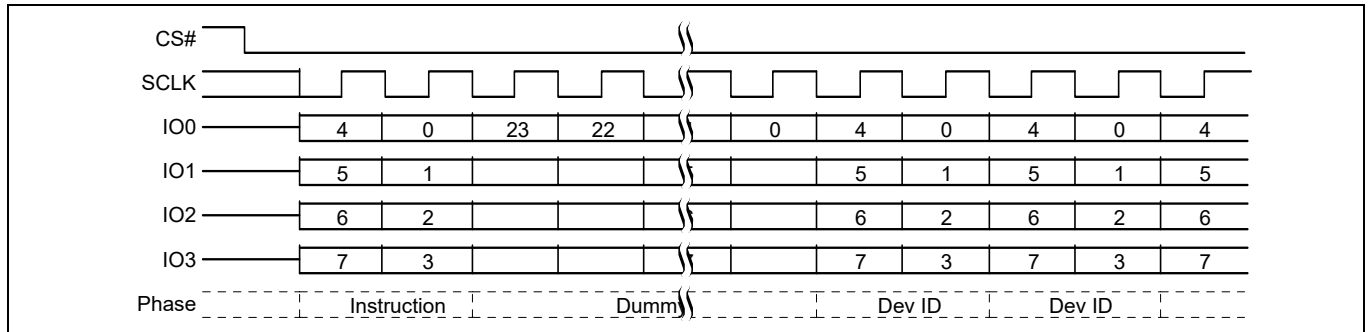 CS#
SCLK
IO0 4 0 23 22 0 4 0 4 0 4
IO1 5 1 5 1 5 1 5
IO2 6 2 6 2 6 2 6
IO3 7 3 7 3 7 3 7
Phase Instruction Dummy Dev ID Dev ID